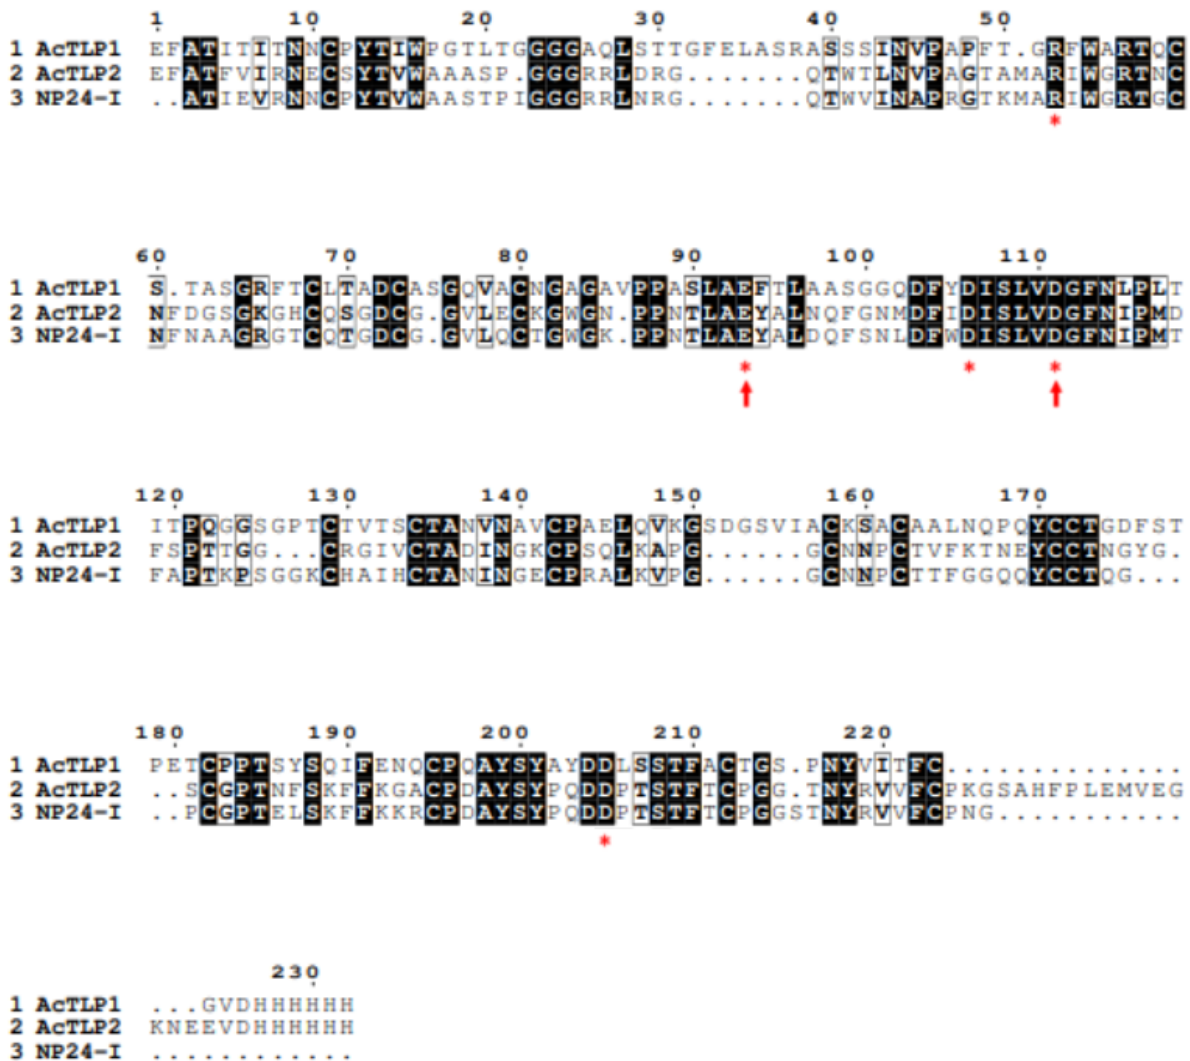 1 10 20 30 40 50
1 AcTLP1 EFATITITNNCPYTIWPGTLTGGGGAQLSTTGFELASRASSSINVPAPFT.GRFWARTQC
2 AcTLP2 EFATFVIRNECSYTVWAAASP.GGGRRLDRG.......QTWTLNVPAGTAMARIWGRTNC
3 NP24-I ..ATIEVRNNCPYTVWAASTPIGGGRRLNRG.......QTWVINAPRGTKMARIWGRTGC
*
60 70 80 90 100 110
1 AcTLP1 S.TASGRFTCLTADCASGQVACNGAGAVPPASLAEFTLAASGGQDFYDISLVDGFNLPLT
2 AcTLP2 NFDGSGKGHCQSGDCG.GVLECKGWGN.PPNTLAEYALNQFGNMDFIDISLVDGFNIPMD
3 NP24-I NFNAAGRGTCQTGDCG.GVLQCTGWGK.PPNTLAEYALDQFSNLDFWDISLVDGFNIPMT
* * *
120 130 140 150 160 170
1 AcTLP1 ITPQGGSGPTCTVTSCTANVNAVCPAELQVKGSDGSVIACKSACAALNQPQYCCTGDFST
2 AcTLP2 FSPTTGG...CRGIVCTADINGKCPSQLKAPG......GCNNPCTVFKTNEYCCTNGYG.
3 NP24-I FAPTKPSGGKCHAIHCTANINGECPRALKVPG......GCNNPCTTFGGQQYCCTQG...
180 190 200 210 220
1 AcTLP1 PETCPPTSYSQIFENQCPQAYSYAYDDLSSTFACTGS.PNYVITFC..............
2 AcTLP2 ..SCGPTNFSKFFKGACPDAYSYPQDDPTSTFTCPGG.TNYRVVFCPKGSAHFPLEMVEG
3 NP24-I ..PCGPTELSKFFKKRCPDAYSYPQDDPTSTFTCPGGSTNYRVVFCPNG...........
*
230
1 AcTLP1 ...GVDHHHHHH
2 AcTLP2 KNEEVDHHHHHH
3 NP24-I ............